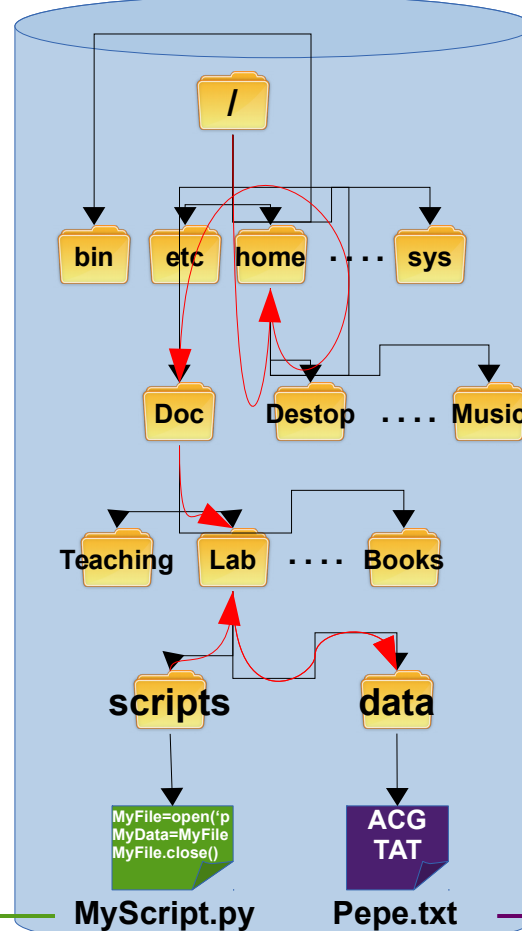 /
bin etc home .... sys
Doc Destop .... Music
Teaching Lab .... Books
scripts data
MyFile=open(‘p
MyData=MyFile
MyFile.close()
ACG
TAT
MyScript.py Pepe.txt